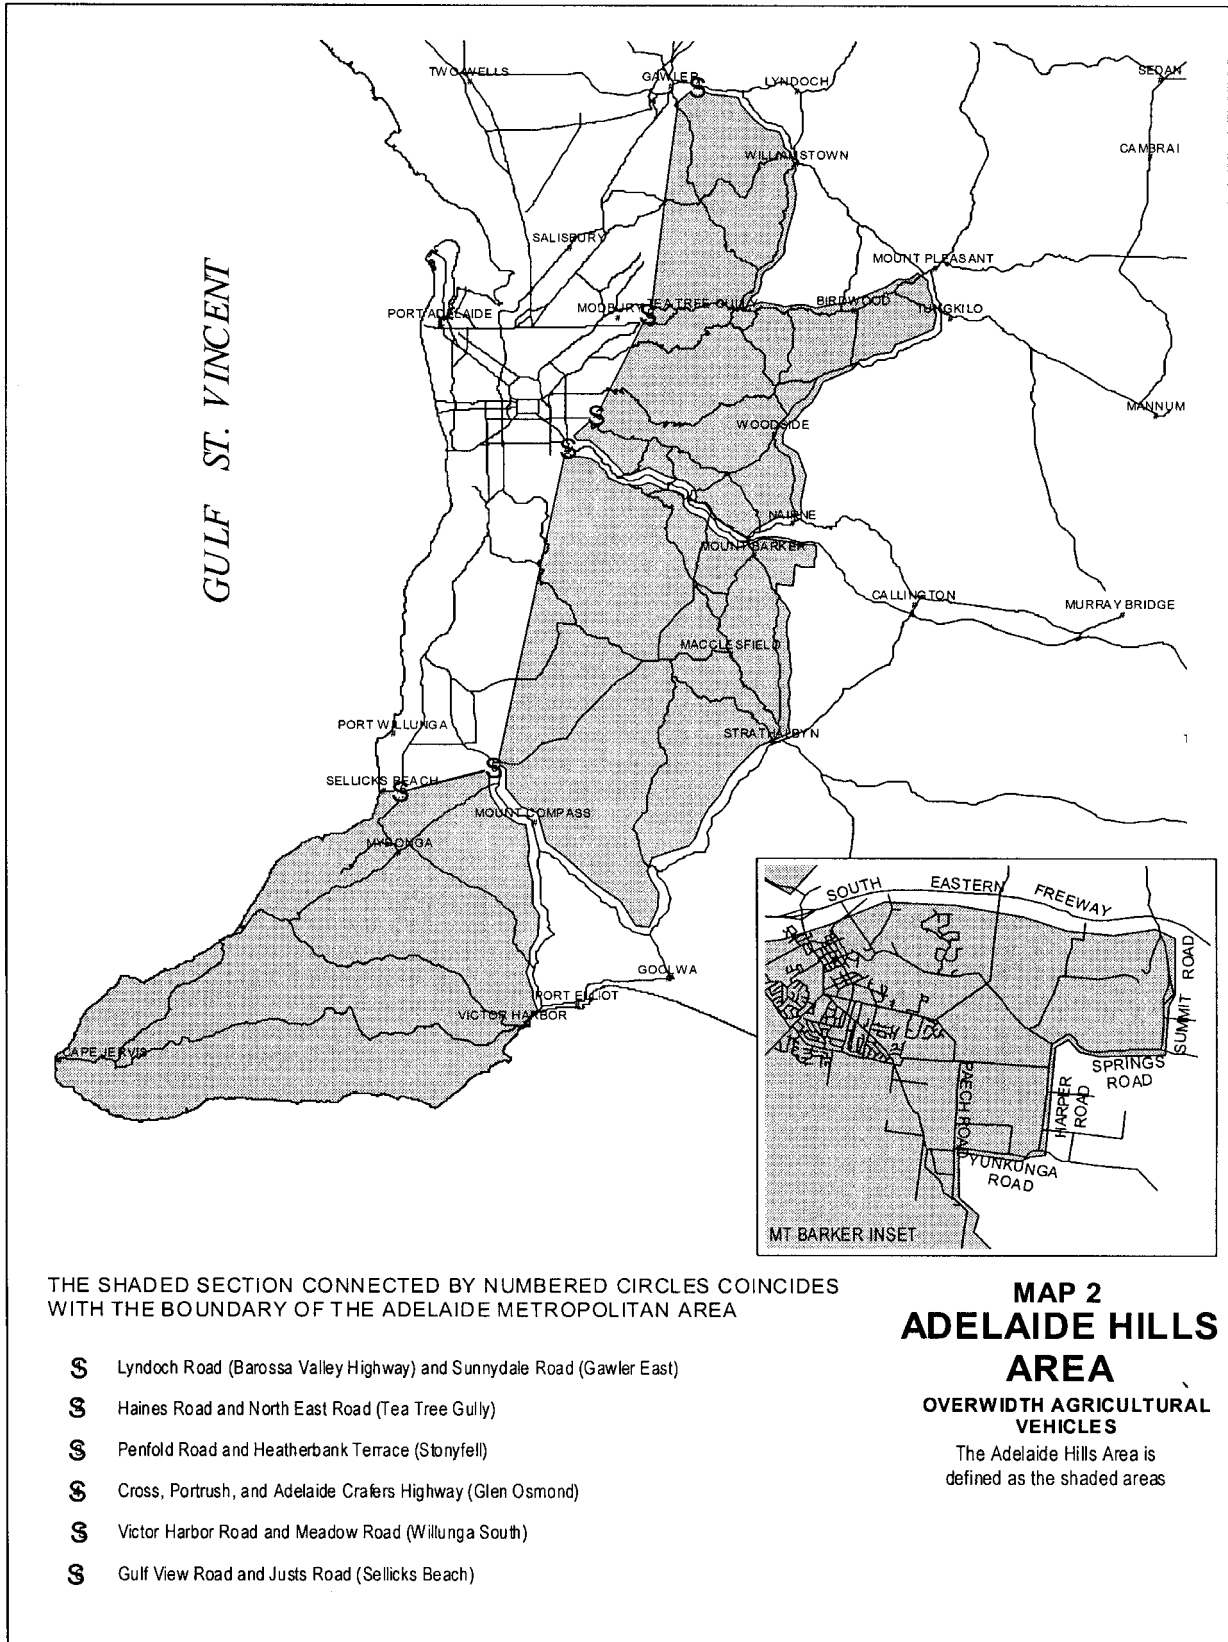 TWO WELLS
GAWLER
LYNDOCH
SEDAN
WILLIAMSTOWN
CAMBRAI
SALISBURY
MOUNT PLEASANT
GULF ST. VINCENT
PORT ADELAIDE
MODBURY
TEA TREE GULLY
BIRDWOOD
TUNGKILO
MANNUM
WOODSIDE
NAIRNE
MOUNT BARKER
CALLINGTON
MURRAY BRIDGE
MACCLESFIELD
PORT WILLUNGA
STRATHALBYN
SELLICKS BEACH
MOUNT COMPASS
MYPONGA
GOOLWA
PORT ELLIOT
VICTOR HARBOR
CAPE JERVIS
SOUTH EASTERN FREEWAY
SUMMIT ROAD
SPRINGS
ROAD
HARPER
ROAD
PAECH ROAD
YUNKUNGA
ROAD
MT BARKER INSET
THE SHADED SECTION CONNECTED BY NUMBERED CIRCLES COINCIDES
WITH THE BOUNDARY OF THE ADELAIDE METROPOLITAN AREA
S Lyndoch Road (Barossa Valley Highway) and Sunnydale Road (Gawler East)
S Haines Road and North East Road (Tea Tree Gully)
S Penfold Road and Heatherbank Terrace (Stonyfell)
S Cross, Portrush, and Adelaide Crafers Highway (Glen Osmond)
S Victor Harbor Road and Meadow Road (Willunga South)
S Gulf View Road and Justs Road (Sellicks Beach)
MAP 2
ADELAIDE HILLS
AREA
OVERWIDTH AGRICULTURAL
VEHICLES
The Adelaide Hills Area is
defined as the shaded areas